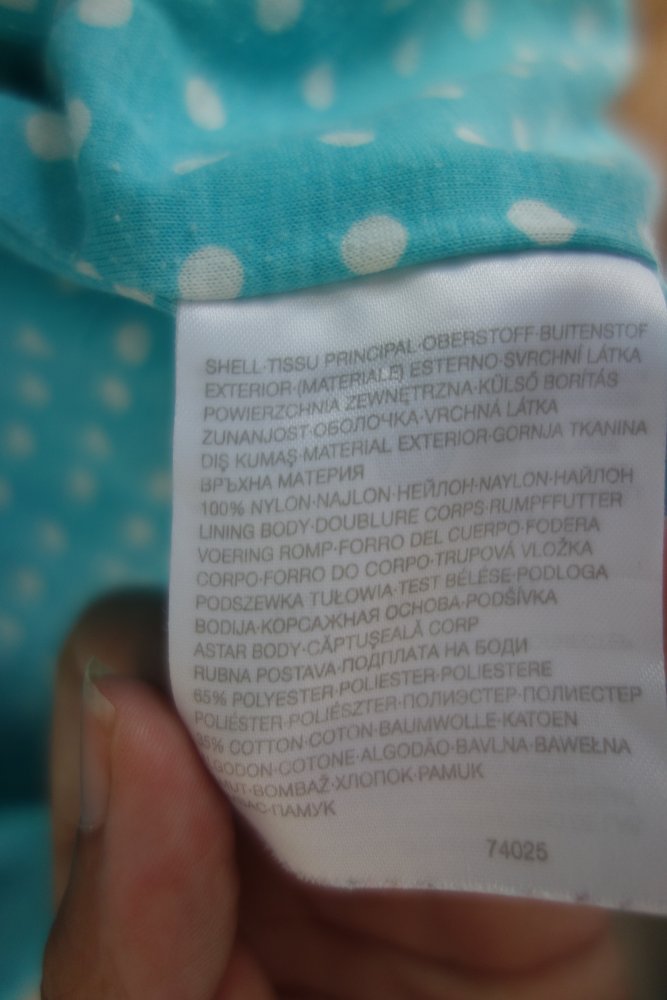 SHELL·TISSU PRINCIPAL·OBERSTOFF·BUITENSTOF
EXTERIOR·(MATERIALE) ESTERNO·SVRCHNÍ LÁTKA
POWIERZCHNIA ZEWNĘTRZNA·KÜLSŐ BORÍTÁS
ZUNANJOST·ОБОЛОЧКА·VRCHNÁ LÁTKA
DIŞ KUMAŞ·MATERIAL EXTERIOR·GORNJA TKANINA
ВРЪХНА МАТЕРИЯ
100% NYLON·NAJLON·НЕЙЛОН·NAYLON·НАЙЛОН
LINING BODY·DOUBLURE CORPS·RUMPFFUTTER
VOERING ROMP·FORRO DEL CUERPO·FODERA
CORPO·FORRO DO CORPO·TRUPOVÁ VLOŽKA
PODSZEWKA TUŁOWIA·TEST BÉLÉSE·PODLOGA
BODIJA·КОРСАЖНАЯ ОСНОВА·PODŠÍVKA
ASTAR BODY·CĂPTUŞEALĂ CORP
RUBNA POSTAVA·ПОДПЛАТА НА БОДИ
65% POLYESTER·POLIESTER·POLIESTERE
POLIÉSTER·POLIÉSZTER·ПОЛИЭСТЕР·ПОЛИЕСТЕР
35% COTTON·COTON·BAUMWOLLE·KATOEN
ALGODON·COTONE·ALGODÃO·BAVLNA·BAWEŁNA
BOMBAŽ·ХЛОПОК·PAMUK
ПАМУК
74026